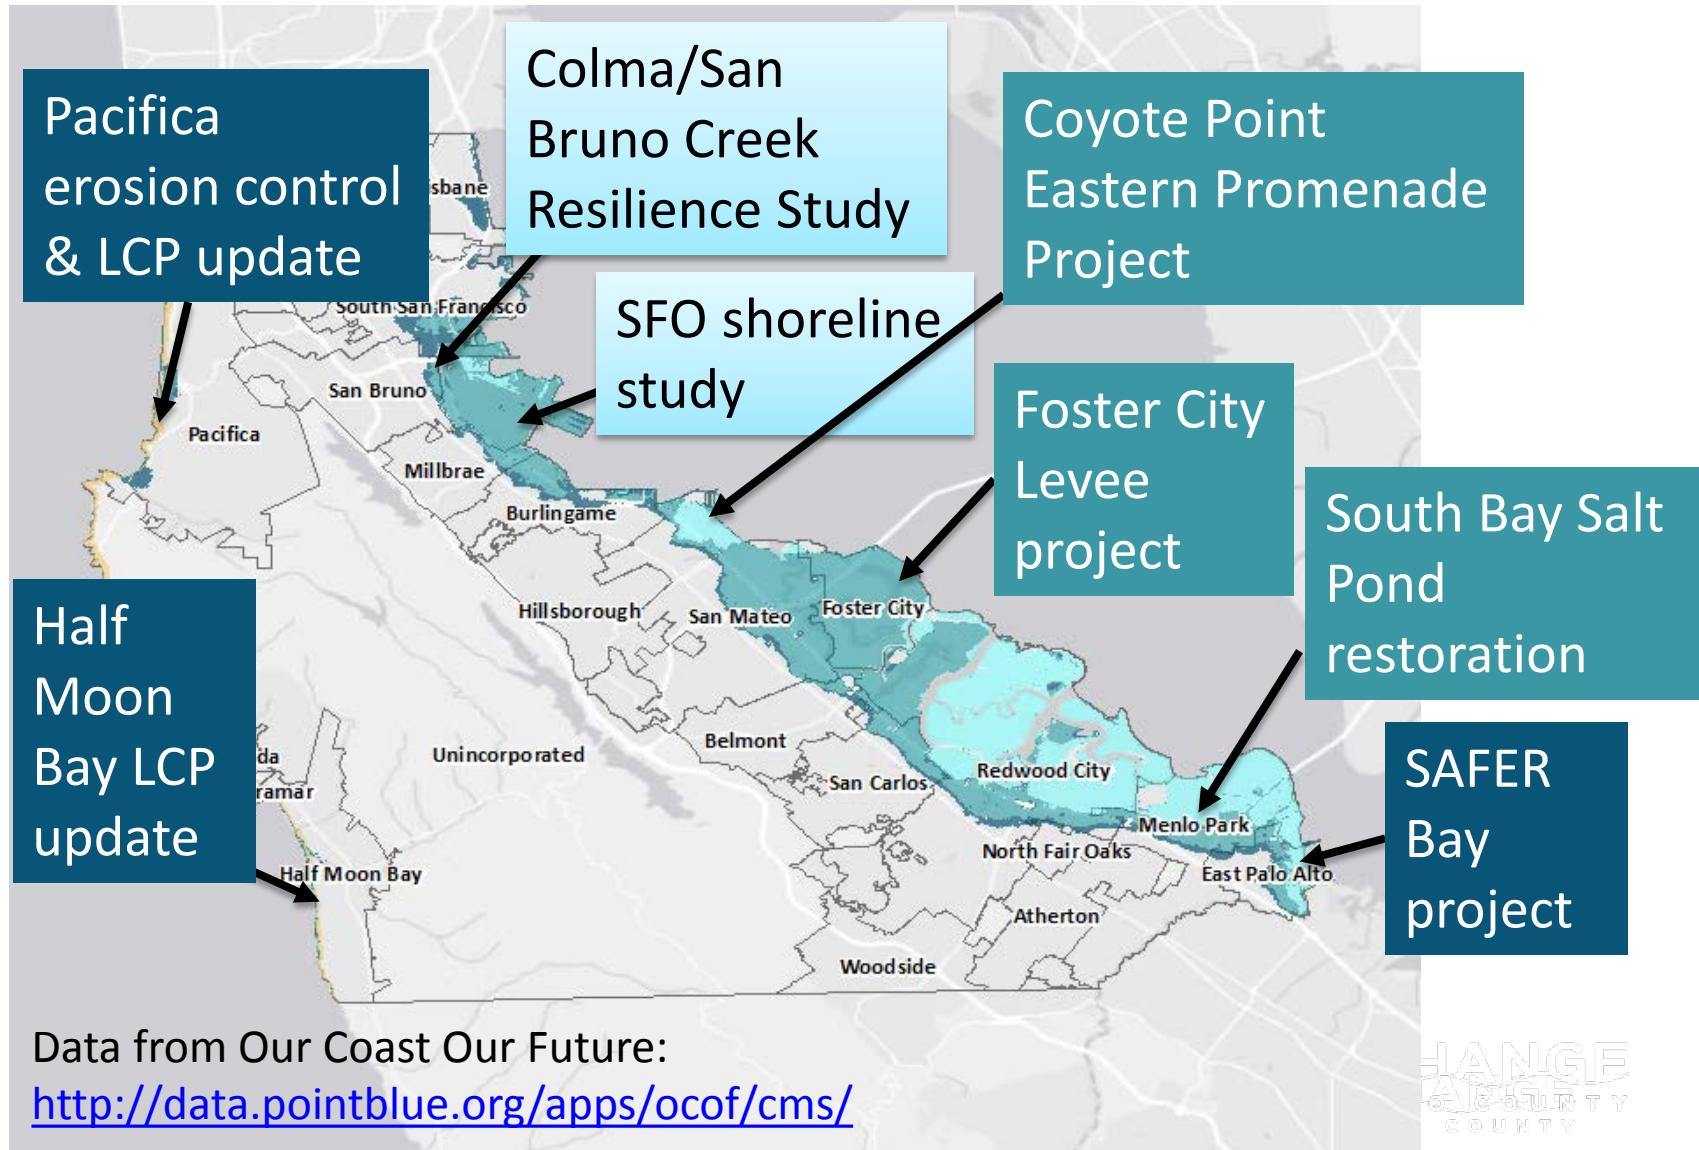 Pacifica
erosion control
& LCP update
Colma/San
Bruno Creek
Resilience Study
Coyote Point
Eastern Promenade
Project
SFO shoreline
study
Foster City
Levee
project
South Bay Salt
Pond
restoration
SAFER
Bay
project
Half
Moon
Bay LCP
update
South San Francisco
San Bruno
Pacifica
Millbrae
Burlingame
Hillsborough
San Mateo
Foster City
Belmont
Unincorporated
San Carlos
Redwood City
Menlo Park
North Fair Oaks
East Palo Alto
Half Moon Bay
Atherton
Woodside
Data from Our Coast Our Future:
http://data.pointblue.org/apps/ocof/cms/
COUNTY
COUNTY